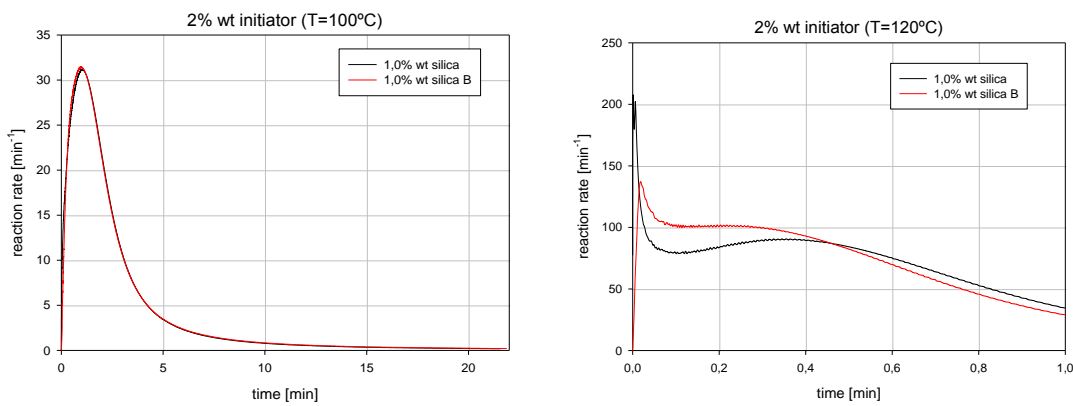 2% wt initiator (T=100ºC)
35
30
25
20
15
10
5
0
reaction rate [min⁻¹]
1,0% wt silica
1,0% wt silica B
0
5
10
15
20
time [min]
2% wt initiator (T=120ºC)
250
200
150
100
50
0
reaction rate [min⁻¹]
1,0% wt silica
1,0% wt silica B
0,0
0,2
0,4
0,6
0,8
1,0
time [min]